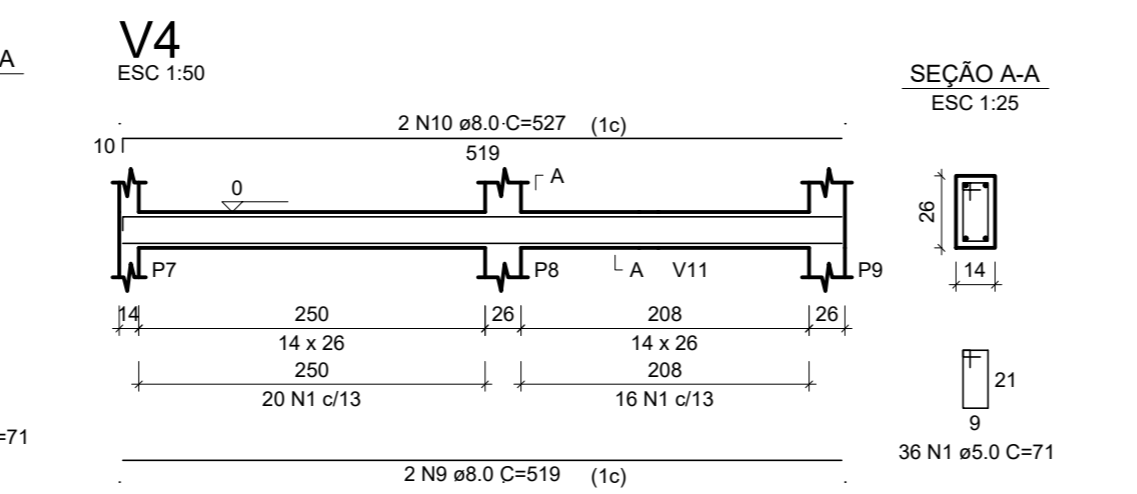 A
V4
ESC 1:50
SEÇÃO A-A
ESC 1:25
2 N10 ø8.0 C=527 (1c)
10
519
A
0
26
P7
P8
A
V11
P9
14
14
250
26
208
26
14 x 26
14 x 26
250
208
20 N1 c/13
16 N1 c/13
21
9
=71
36 N1 ø5.0 C=71
2 N9 ø8.0 C=519 (1c)